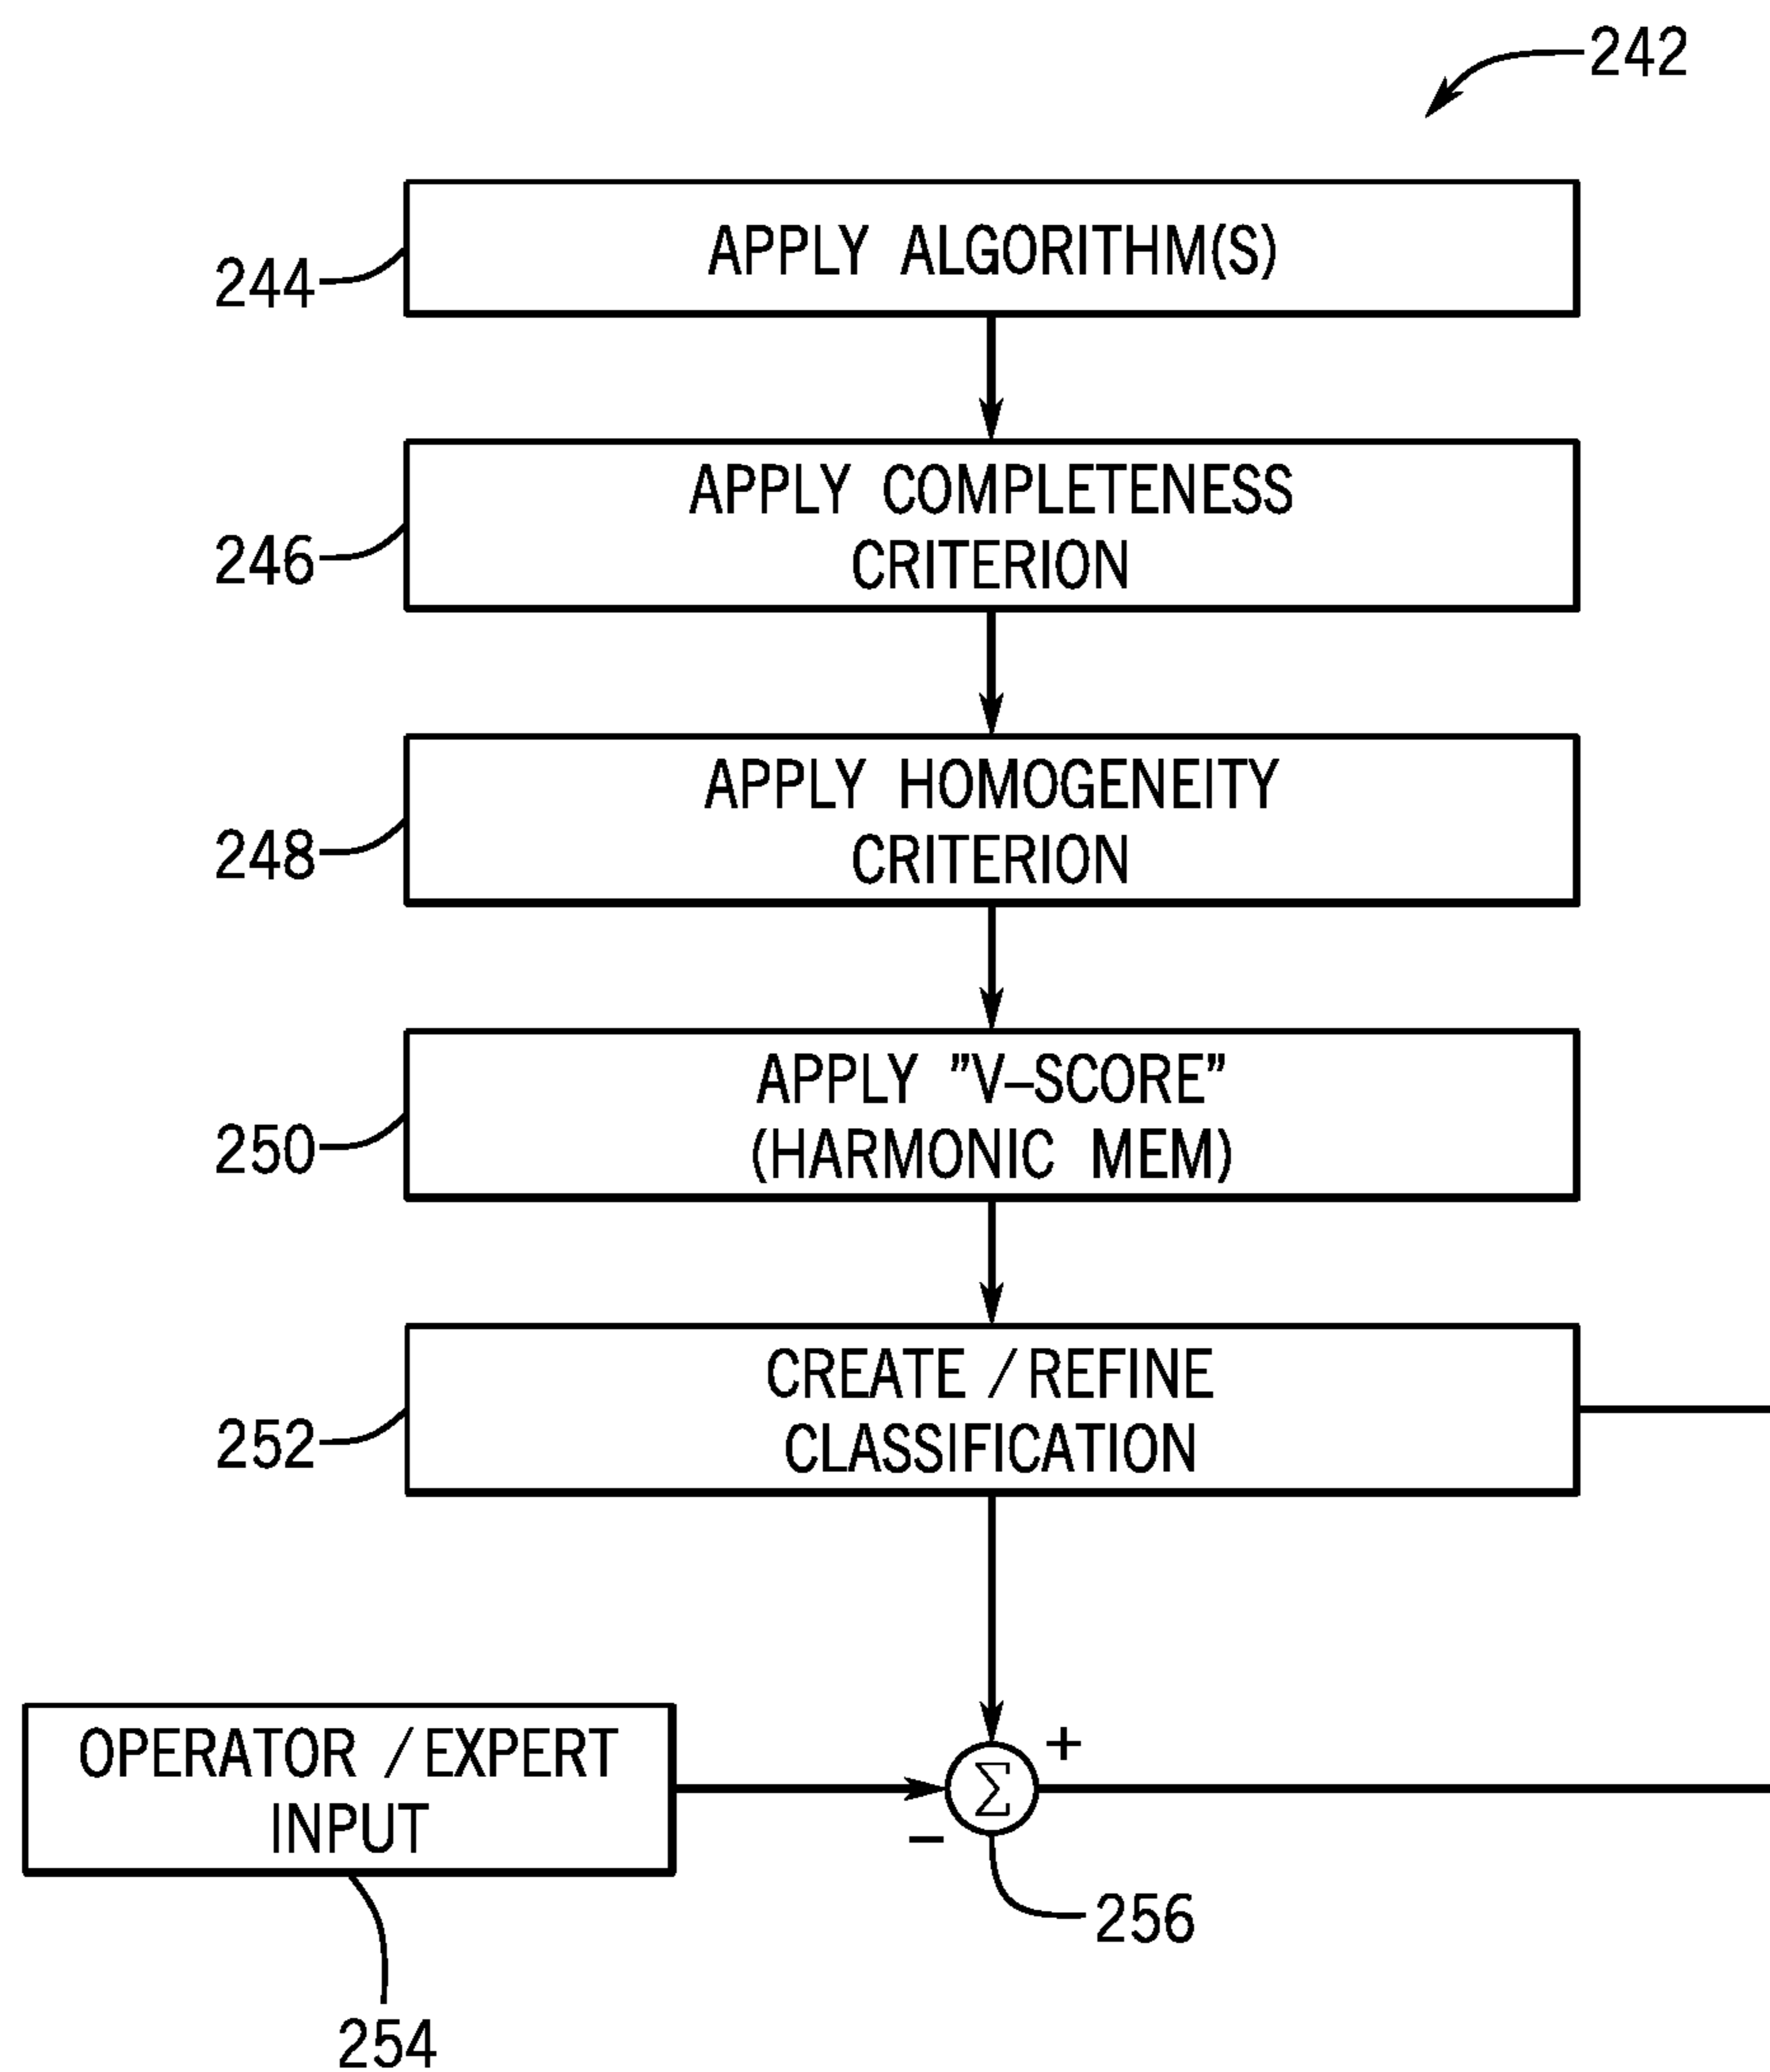 242
APPLY ALGORITHM(S)
244
APPLY COMPLETENESS
CRITERION
246
APPLY HOMOGENEITY
CRITERION
248
APPLY ”V–SCORE”
(HARMONIC MEM)
250
CREATE /REFINE
CLASSIFICATION
252
OPERATOR /EXPERT
INPUT
+
Σ
–
256
254